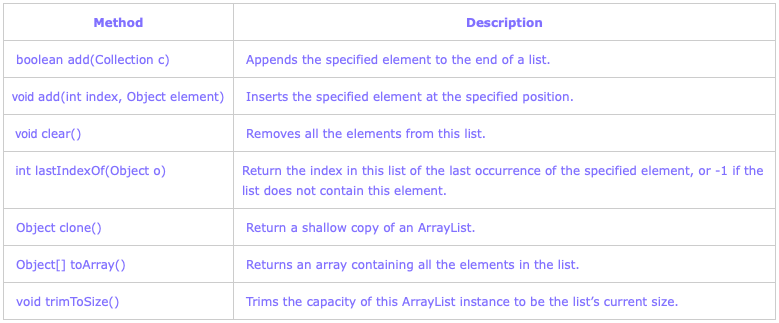 Method Description
boolean add(Collection c) Appends the specified element to the end of a list.
void add(int index, Object element) Inserts the specified element at the specified position.
void clear() Removes all the elements from this list.
int lastIndexOf(Object o) Return the index in this list of the last occurrence of the specified element, or -1 if the
list does not contain this element.
Object clone() Return a shallow copy of an ArrayList.
Object[] toArray() Returns an array containing all the elements in the list.
void trimToSize() Trims the capacity of this ArrayList instance to be the list’s current size.